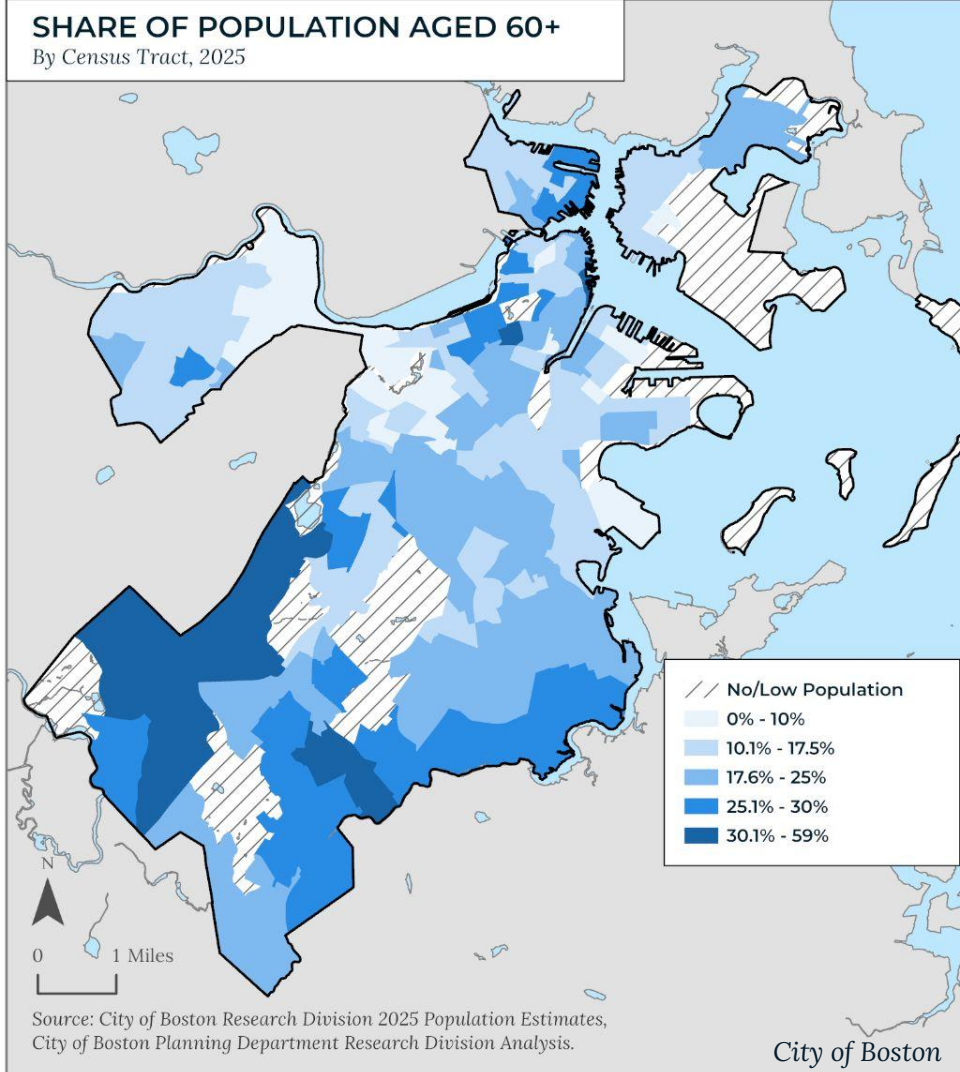 SHARE OF POPULATION AGED 60+
By Census Tract, 2025
No/Low Population
0% - 10%
10.1% - 17.5%
17.6% - 25%
25.1% - 30%
30.1% - 59%
N
0 1 Miles
Source: City of Boston Research Division 2025 Population Estimates,
City of Boston Planning Department Research Division Analysis.
City of Boston